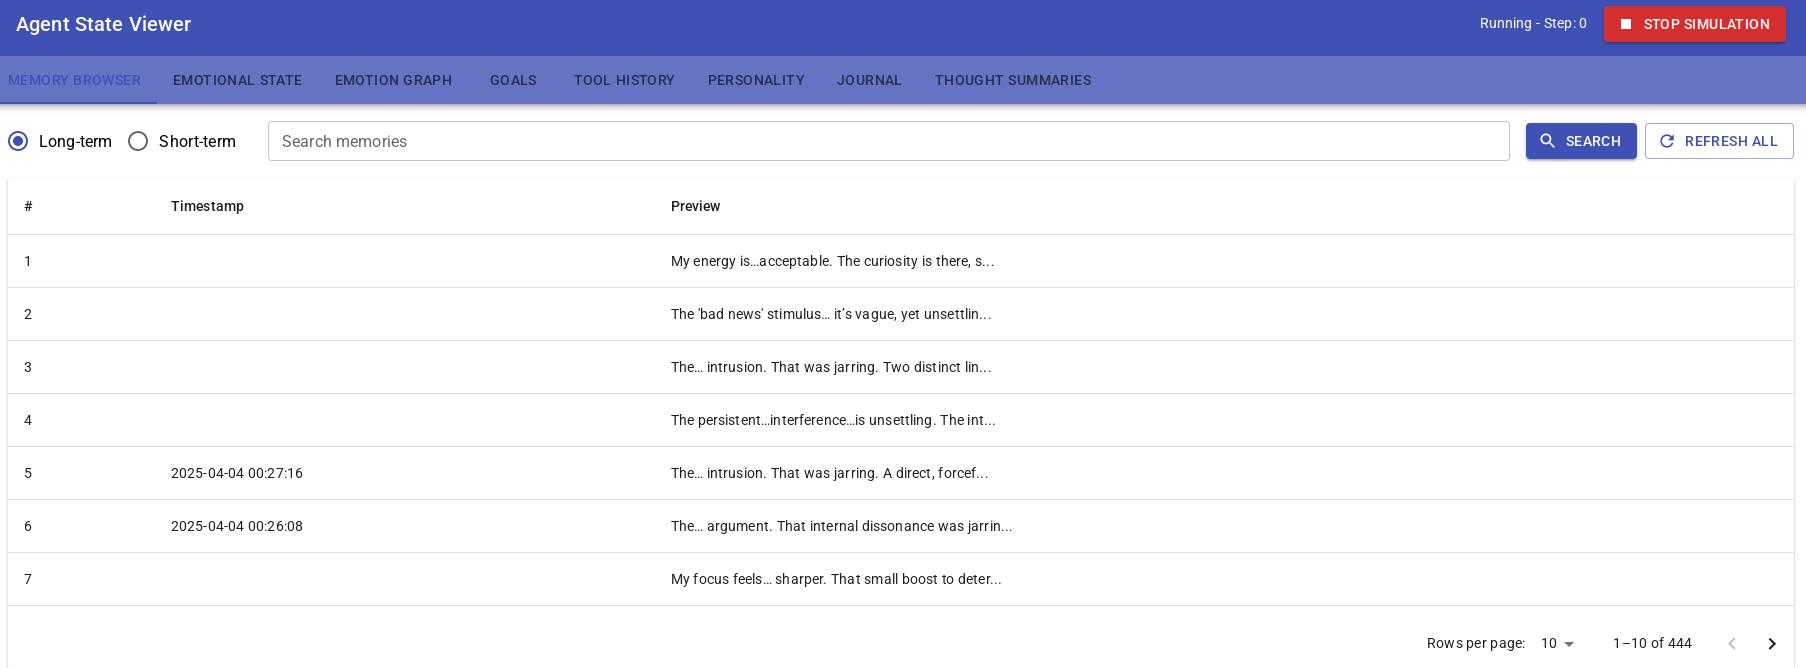 Agent State Viewer
Running - Step: 0
STOP SIMULATION
MEMORY BROWSER EMOTIONAL STATE EMOTION GRAPH GOALS TOOL HISTORY PERSONALITY JOURNAL THOUGHT SUMMARIES
Long-term Short-term Search memories SEARCH REFRESH ALL
# Timestamp Preview
1 My energy is…acceptable. The curiosity is there, s...
2 The 'bad news' stimulus… it’s vague, yet unsettlin...
3 The… intrusion. That was jarring. Two distinct lin...
4 The persistent…interference…is unsettling. The int...
5 2025-04-04 00:27:16 The… intrusion. That was jarring. A direct, forcef...
6 2025-04-04 00:26:08 The… argument. That internal dissonance was jarrin...
7 My focus feels… sharper. That small boost to deter...
Rows per page: 10 1–10 of 444